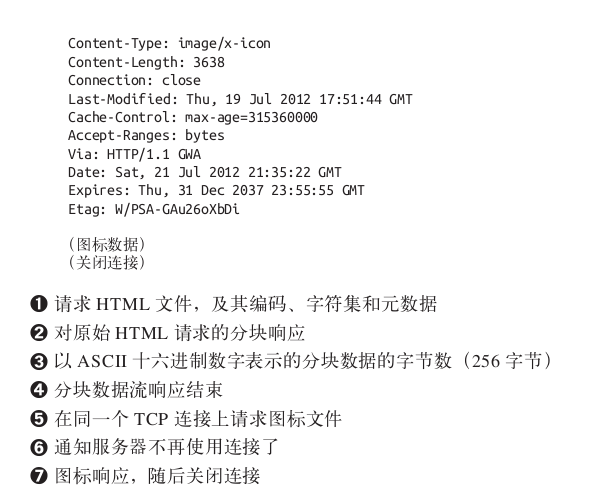 Content-Type: image/x-icon
Content-Length: 3638
Connection: close
Last-Modified: Thu, 19 Jul 2012 17:51:44 GMT
Cache-Control: max-age=315360000
Accept-Ranges: bytes
Via: HTTP/1.1 GWA
Date: Sat, 21 Jul 2012 21:35:22 GMT
Expires: Thu, 31 Dec 2037 23:55:55 GMT
Etag: W/PSA-GAu26oXbDi
（图标数据）
（关闭连接）
❶ 请求 HTML 文件，及其编码、字符集和元数据
❷ 对原始 HTML 请求的分块响应
❸ 以 ASCII 十六进制数字表示的分块数据的字节数（256 字节）
❹ 分块数据流响应结束
❺ 在同一个 TCP 连接上请求图标文件
❻ 通知服务器不再使用连接了
❼ 图标响应，随后关闭连接